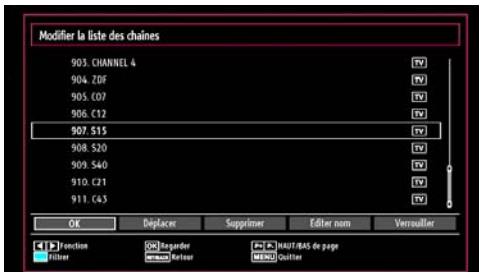 Modifier la liste des chaînes
903. CHANNEL 4 TV
904. ZDF TV
905. C07 TV
906. C12 TV
907. S15 TV
908. S20 TV
909. S40 TV
910. C21 TV
911. C43 TV
OK Déplacer Supprimer Editer nom Verrouiller
Fonction OK Regarder P+ P- HAUT/BAS de page
Filtrer Retour MENU Quitter